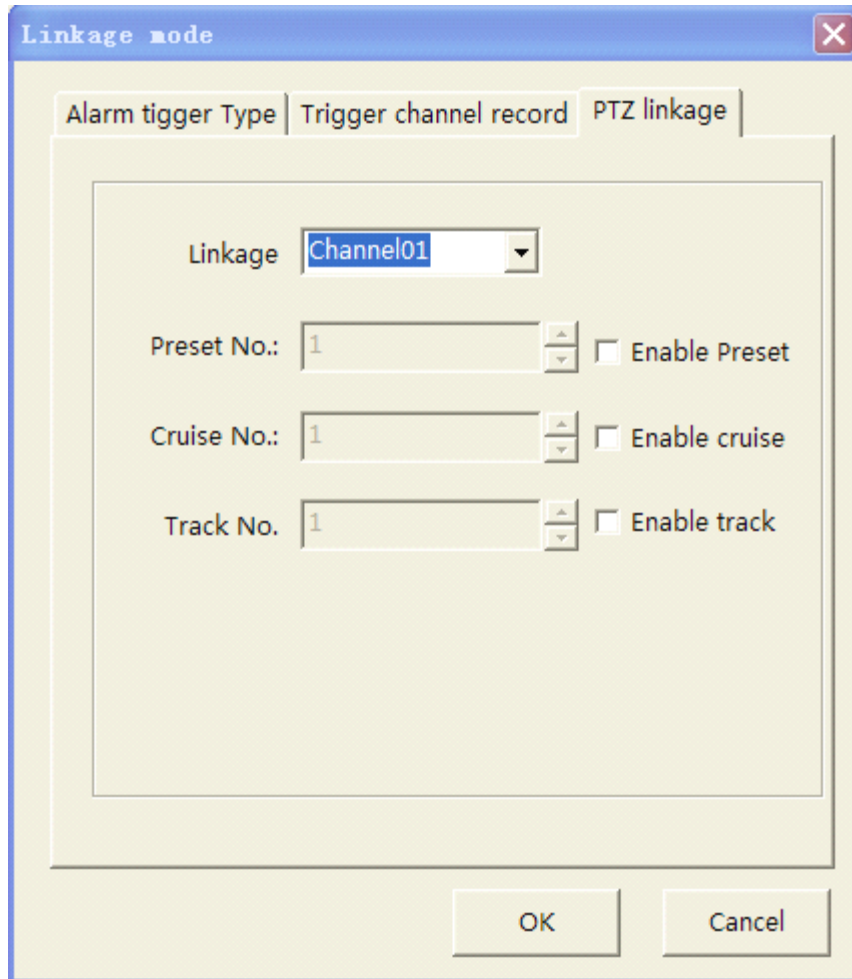 Linkage mode
Alarm tigger Type Trigger channel record PTZ linkage
Linkage Channel01
Preset No.: 1 Enable Preset
Cruise No.: 1 Enable cruise
Track No. 1 Enable track
OK Cancel